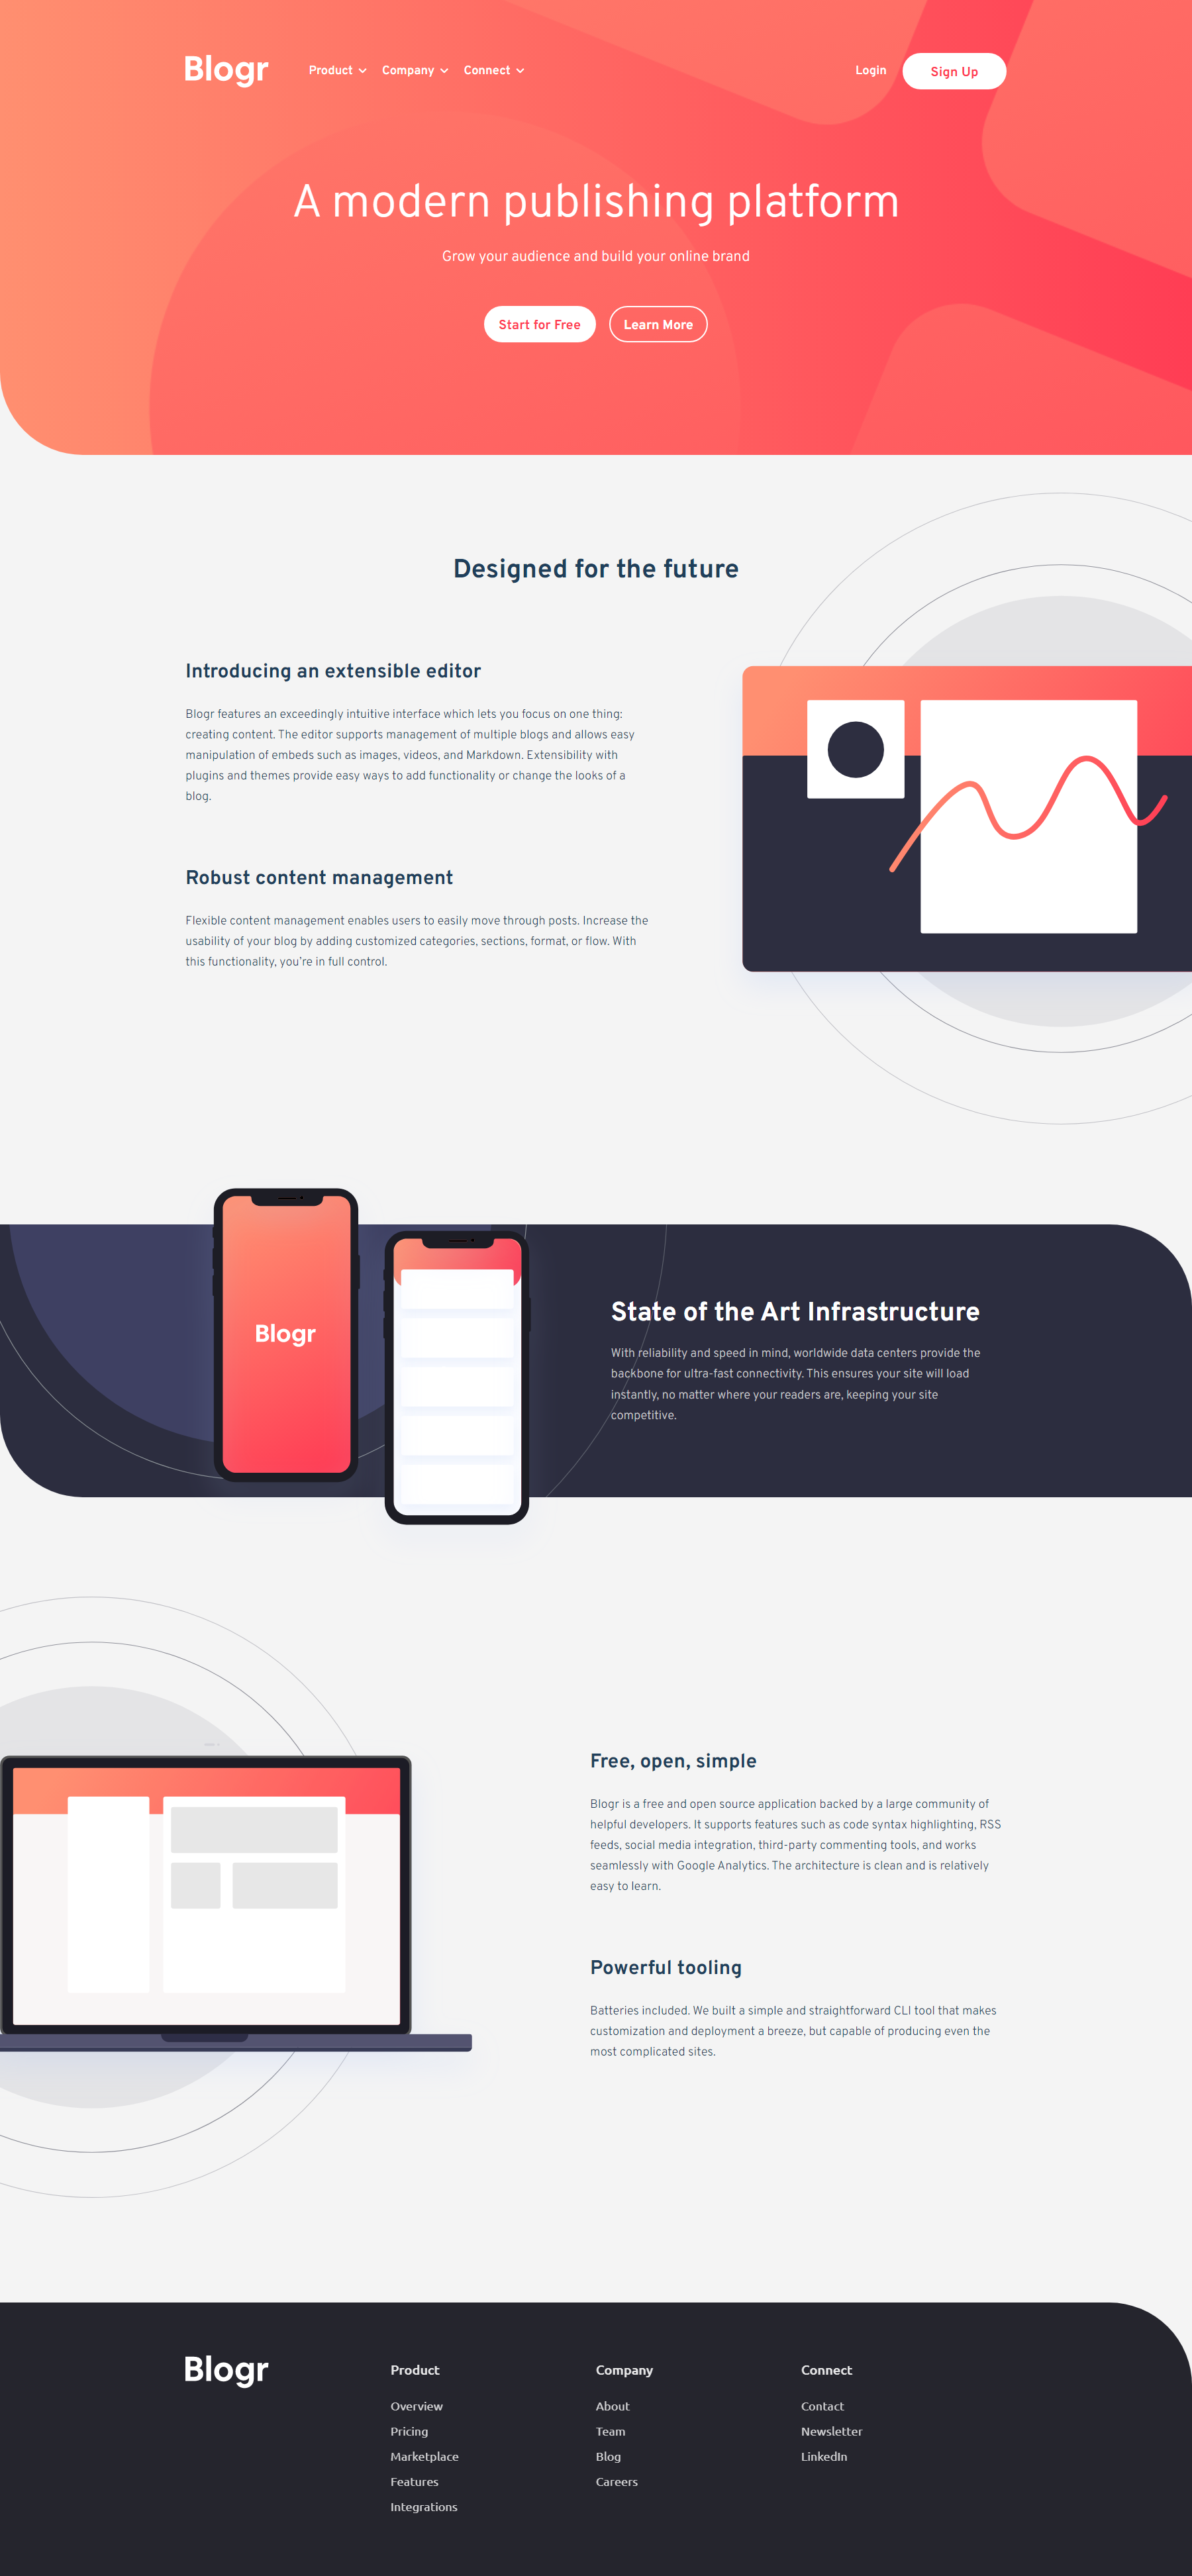 Blogr
Product Company Connect
Login Sign Up
A modern publishing platform
Grow your audience and build your online brand
Start for Free Learn More
Designed for the future
Introducing an extensible editor
Blogr features an exceedingly intuitive interface which lets you focus on one thing:
creating content. The editor supports management of multiple blogs and allows easy
manipulation of embeds such as images, videos, and Markdown. Extensibility with
plugins and themes provide easy ways to add functionality or change the looks of a
blog.
Robust content management
Flexible content management enables users to easily move through posts. Increase the
usability of your blog by adding customized categories, sections, format, or flow. With
this functionality, you're in full control.
Blogr
State of the Art Infrastructure
With reliability and speed in mind, worldwide data centers provide the
backbone for ultra-fast connectivity. This ensures your site will load
instantly, no matter where your readers are, keeping your site
competitive.
Free, open, simple
Blogr is a free and open source application backed by a large community of
helpful developers. It supports features such as code syntax highlighting, RSS
feeds, social media integration, third-party commenting tools, and works
seamlessly with Google Analytics. The architecture is clean and is relatively
easy to learn.
Powerful tooling
Batteries included. We built a simple and straightforward CLI tool that makes
customization and deployment a breeze, but capable of producing even the
most complicated sites.
Blogr
Product
Overview
Pricing
Marketplace
Features
Integrations
Company
About
Team
Blog
Careers
Connect
Contact
Newsletter
LinkedIn